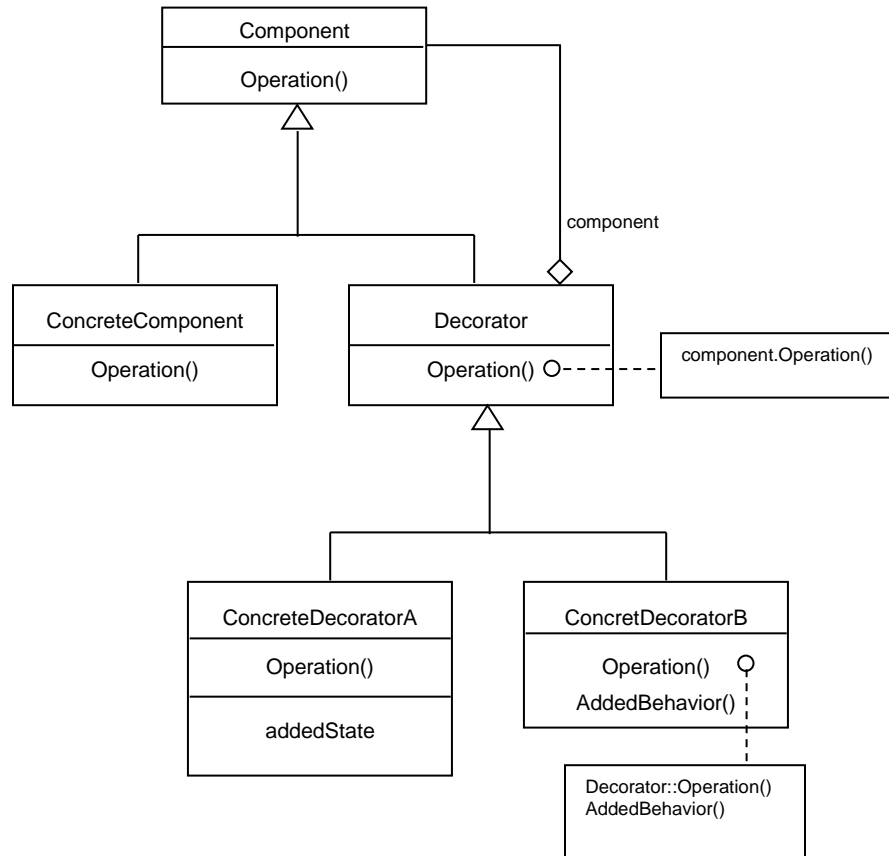 Component
Operation()
component
ConcreteComponent
Operation()
Decorator
Operation()
component.Operation()
ConcreteDecoratorA
Operation()
addedState
ConcretDecoratorB
Operation()
AddedBehavior()
Decorator::Operation()
AddedBehavior()